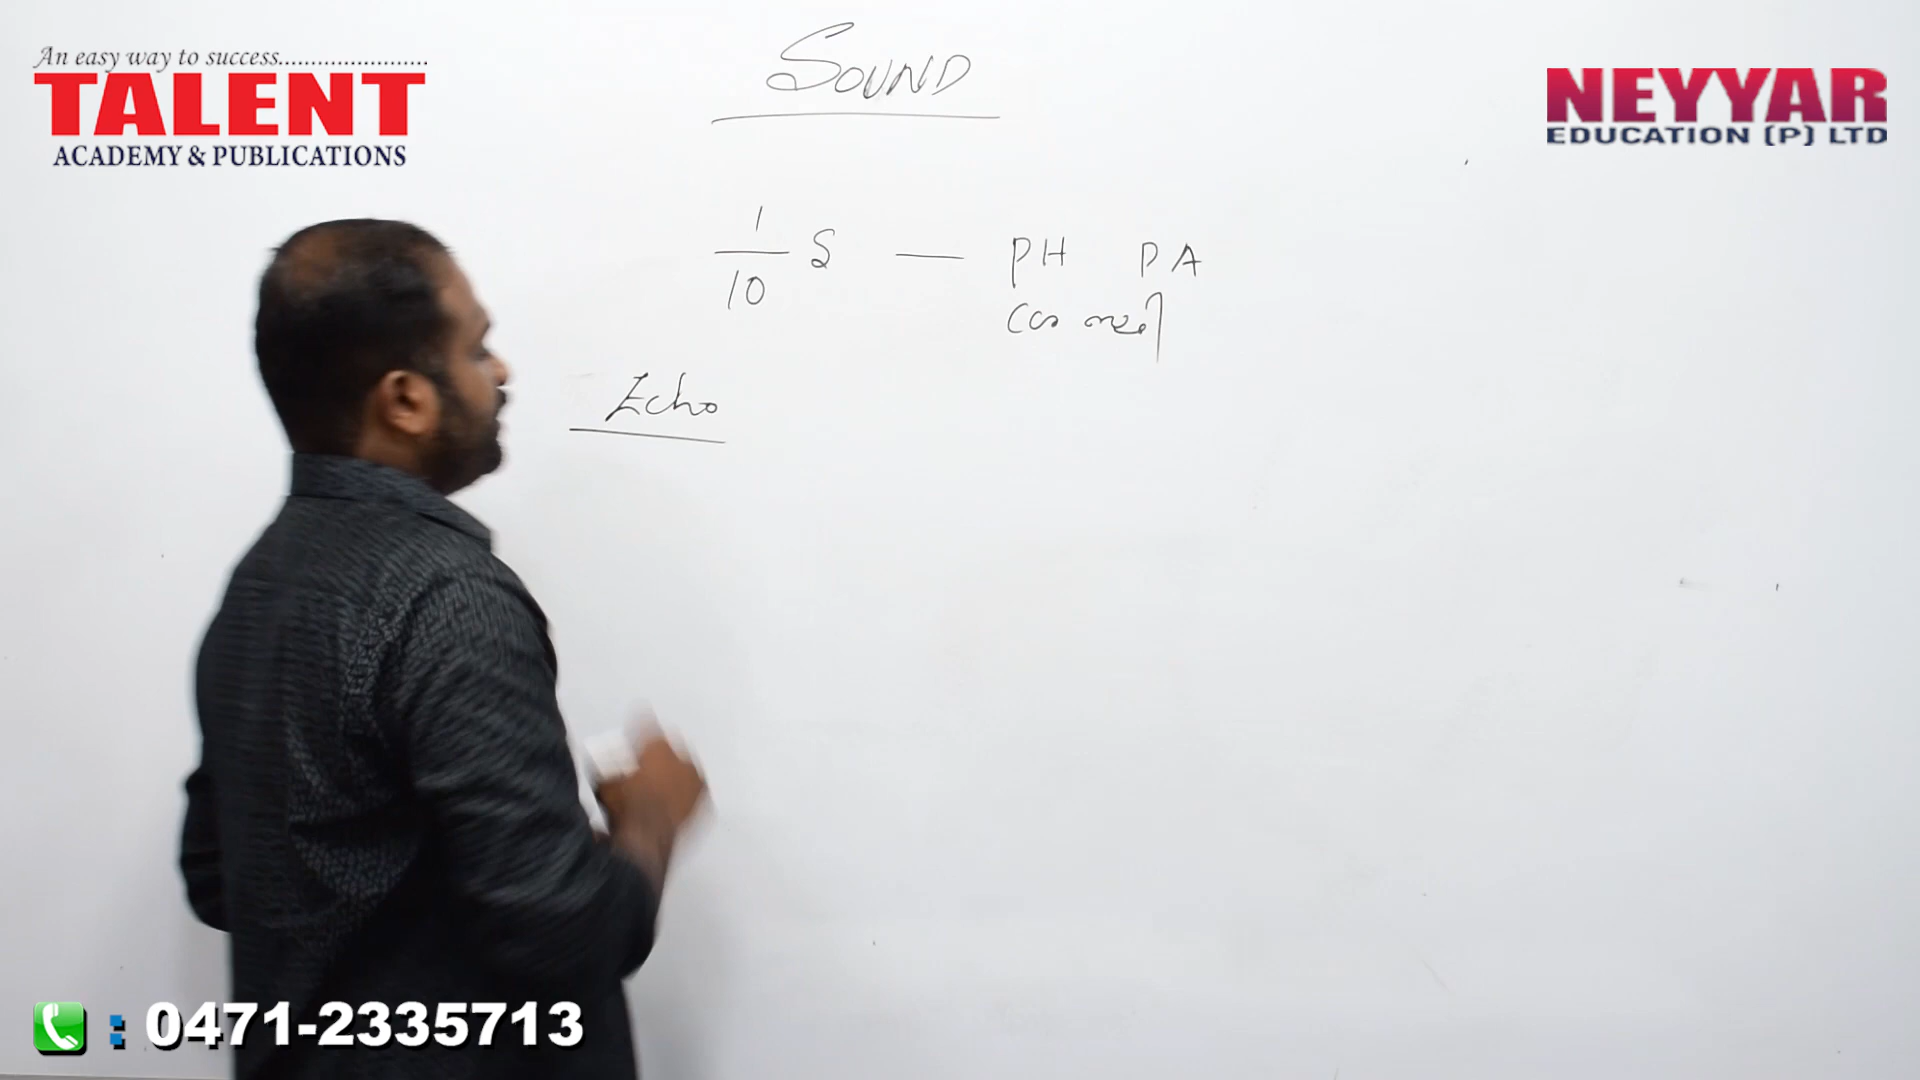 An easy way to success.......................
TALENT
ACADEMY & PUBLICATIONS
NEYYAR
EDUCATION (P) LTD
SOUND
1/10 S — PH PA
Echo
: 0471-2335713